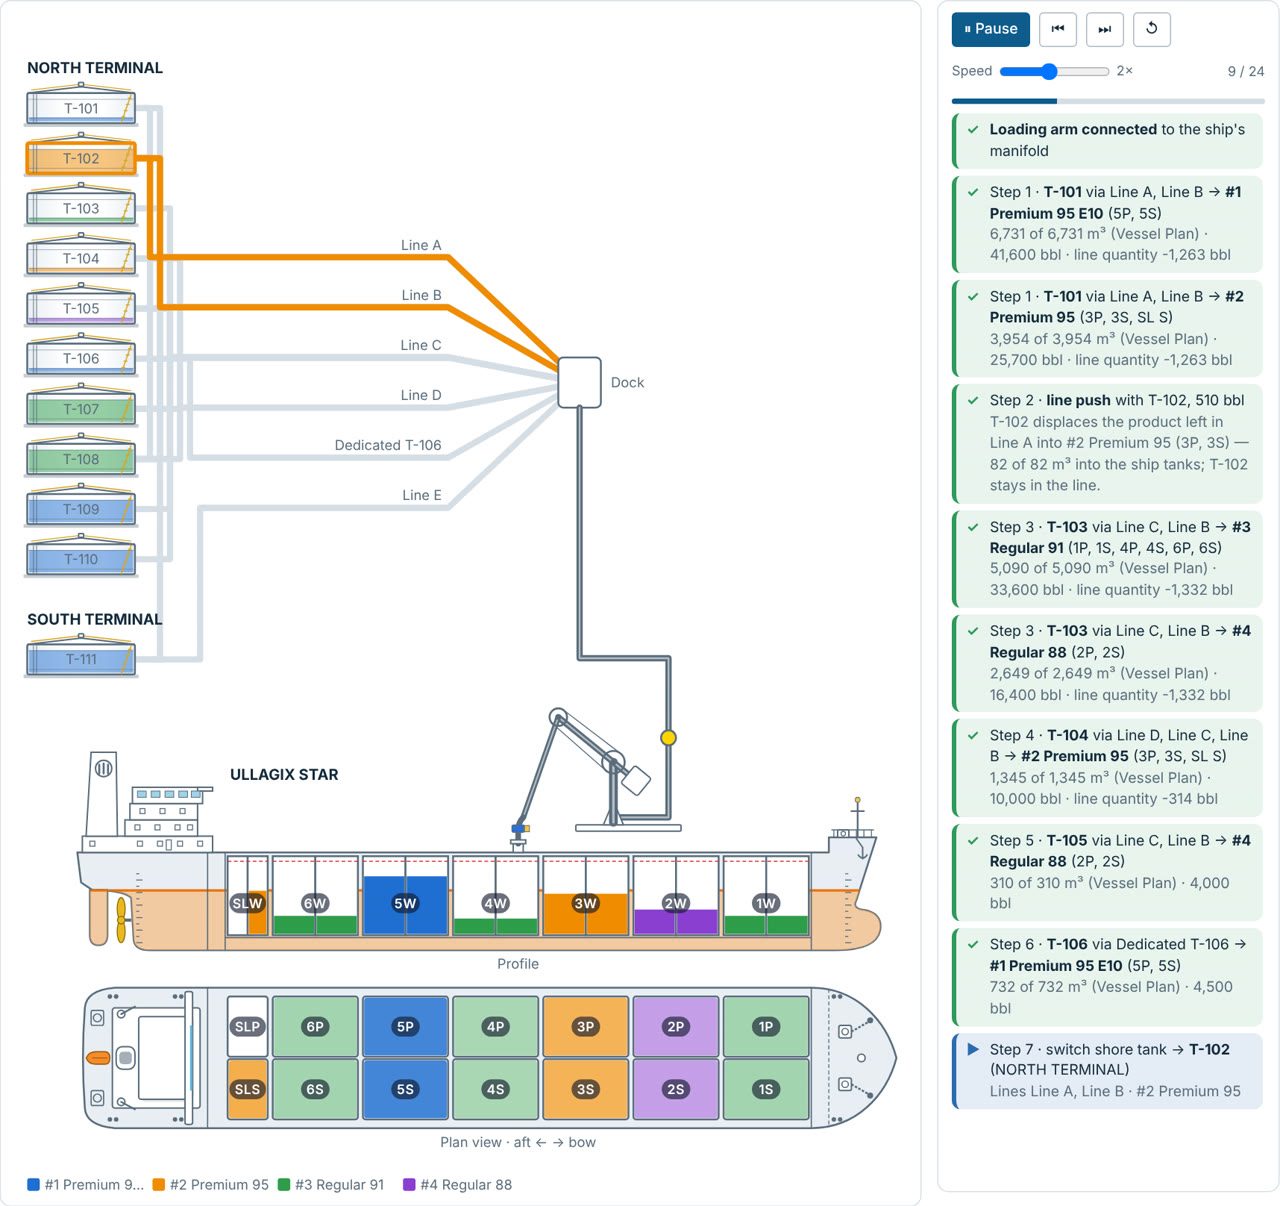 NORTH TERMINAL
T-101
T-102
T-103
T-104
T-105
T-106
T-107
T-108
T-109
T-110
SOUTH TERMINAL
T-111
Line A
Line B
Line C
Line D
Dedicated T-106
Line E
Dock
ULLAGIX STAR
SLW
6W
5W
4W
3W
2W
1W
Profile
SLP
6P
5P
4P
3P
2P
1P
SLS
6S
5S
4S
3S
2S
1S
Plan view · aft ← → bow
#1 Premium 9... #2 Premium 95 #3 Regular 91 #4 Regular 88
Pause
Speed 2× 9 / 24
Loading arm connected to the ship's
manifold
Step 1 · T-101 via Line A, Line B → #1
Premium 95 E10 (5P, 5S)
6,731 of 6,731 m³ (Vessel Plan) ·
41,600 bbl · line quantity -1,263 bbl
Step 1 · T-101 via Line A, Line B → #2
Premium 95 (3P, 3S, SL S)
3,954 of 3,954 m³ (Vessel Plan) ·
25,700 bbl · line quantity -1,263 bbl
Step 2 · line push with T-102, 510 bbl
T-102 displaces the product left in
Line A into #2 Premium 95 (3P, 3S) —
82 of 82 m³ into the ship tanks; T-102
stays in the line.
Step 3 · T-103 via Line C, Line B → #3
Regular 91 (1P, 1S, 4P, 4S, 6P, 6S)
5,090 of 5,090 m³ (Vessel Plan) ·
33,600 bbl · line quantity -1,332 bbl
Step 3 · T-103 via Line C, Line B → #4
Regular 88 (2P, 2S)
2,649 of 2,649 m³ (Vessel Plan) ·
16,400 bbl · line quantity -1,332 bbl
Step 4 · T-104 via Line D, Line C, Line
B → #2 Premium 95 (3P, 3S, SL S)
1,345 of 1,345 m³ (Vessel Plan) ·
10,000 bbl · line quantity -314 bbl
Step 5 · T-105 via Line C, Line B → #4
Regular 88 (2P, 2S)
310 of 310 m³ (Vessel Plan) · 4,000
bbl
Step 6 · T-106 via Dedicated T-106 →
#1 Premium 95 E10 (5P, 5S)
732 of 732 m³ (Vessel Plan) · 4,500
bbl
Step 7 · switch shore tank → T-102
(NORTH TERMINAL)
Lines Line A, Line B · #2 Premium 95